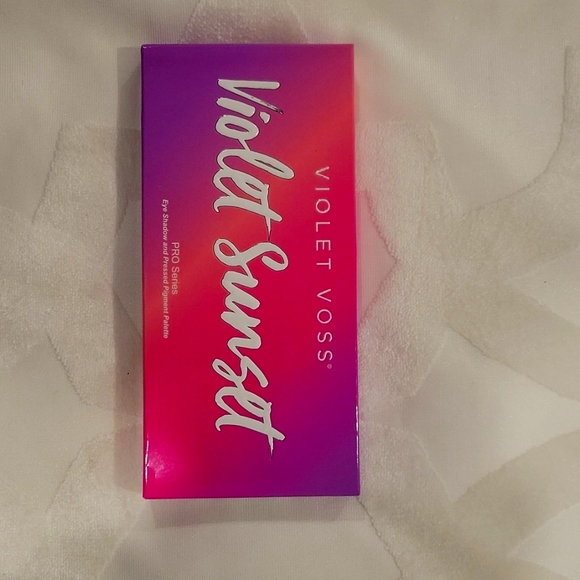 VIOLET VOSS®
Violet Sunset
PRO Series
Eye Shadow and Pressed Pigment Palette